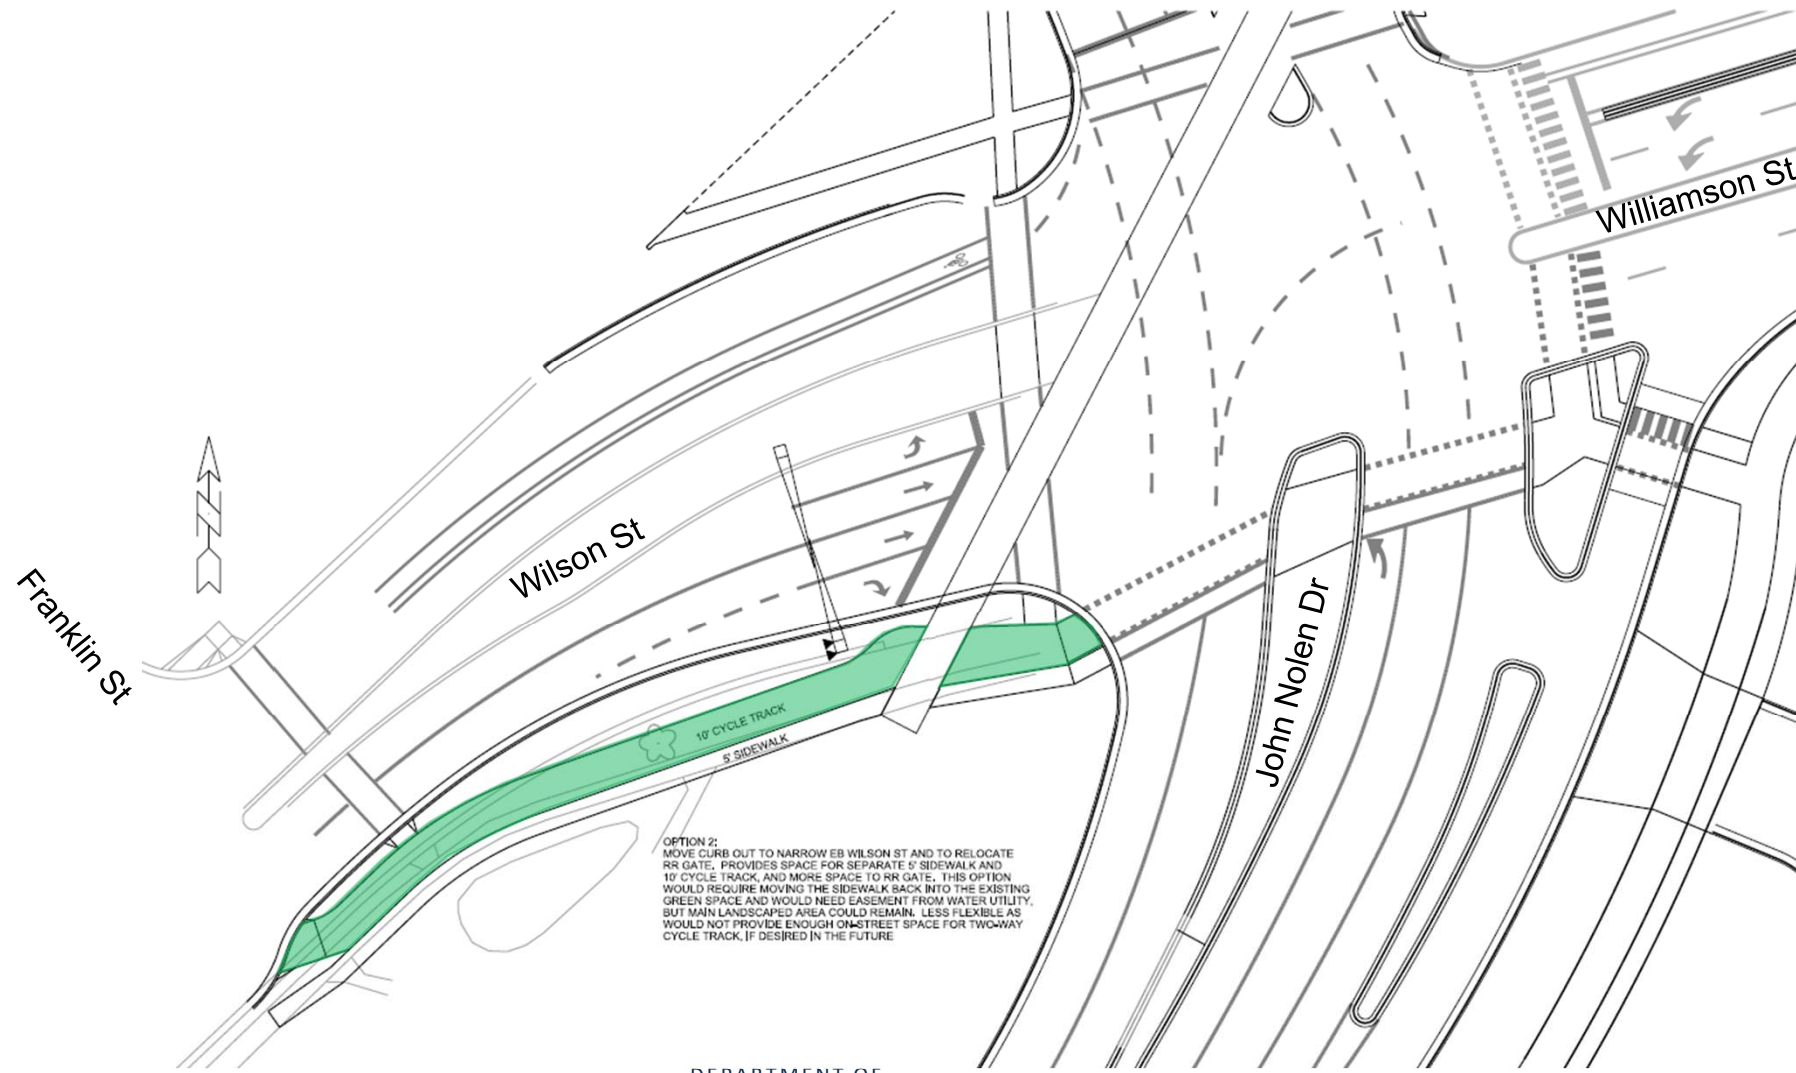 Williamson St
Wilson St
Franklin St
John Nolen Dr
10' CYCLE TRACK
5' SIDEWALK
OPTION 2;
MOVE CURB OUT TO NARROW EB WILSON ST AND TO RELOCATE
RR GATE, PROVIDES SPACE FOR SEPARATE 5' SIDEWALK AND
10' CYCLE TRACK, AND MORE SPACE TO RR GATE. THIS OPTION
WOULD REQUIRE MOVING THE SIDEWALK BACK INTO THE EXISTING
GREEN SPACE AND WOULD NEED EASEMENT FROM WATER UTILITY,
BUT MAIN LANDSCAPED AREA COULD REMAIN. LESS FLEXIBLE AS
WOULD NOT PROVIDE ENOUGH ON-STREET SPACE FOR TWO-WAY
CYCLE TRACK, IF DESIRED IN THE FUTURE
DEPARTMENT OF